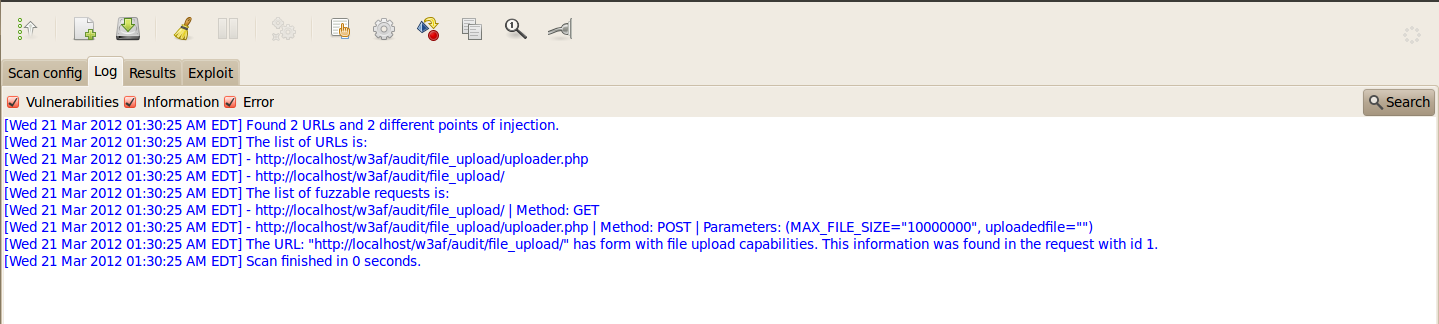 Scan config Log Results Exploit
Vulnerabilities Information Error Search
[Wed 21 Mar 2012 01:30:25 AM EDT] Found 2 URLs and 2 different points of injection.
[Wed 21 Mar 2012 01:30:25 AM EDT] The list of URLs is:
[Wed 21 Mar 2012 01:30:25 AM EDT] - http://localhost/w3af/audit/file_upload/uploader.php
[Wed 21 Mar 2012 01:30:25 AM EDT] - http://localhost/w3af/audit/file_upload/
[Wed 21 Mar 2012 01:30:25 AM EDT] The list of fuzzable requests is:
[Wed 21 Mar 2012 01:30:25 AM EDT] - http://localhost/w3af/audit/file_upload/ | Method: GET
[Wed 21 Mar 2012 01:30:25 AM EDT] - http://localhost/w3af/audit/file_upload/uploader.php | Method: POST | Parameters: (MAX_FILE_SIZE="10000000", uploadedfile="")
[Wed 21 Mar 2012 01:30:25 AM EDT] The URL: "http://localhost/w3af/audit/file_upload/" has form with file upload capabilities. This information was found in the request with id 1.
[Wed 21 Mar 2012 01:30:25 AM EDT] Scan finished in 0 seconds.